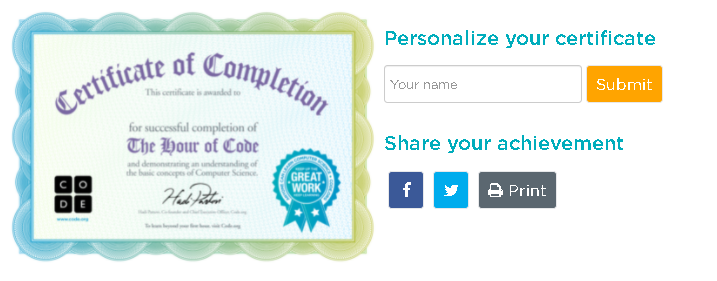 Certificate of Completion
This certificate is awarded to
for successful completion of
The Hour of Code
and demonstrating an understanding of
the basic concepts of Computer Science.
CO
DE
www.code.org
GREAT
WORK
Hadi Partovi, Co-founder and Chief Executive Officer, Code.org
To learn beyond your first hour, visit Code.org
Personalize your certificate
Your name
Submit
Share your achievement
f
Print